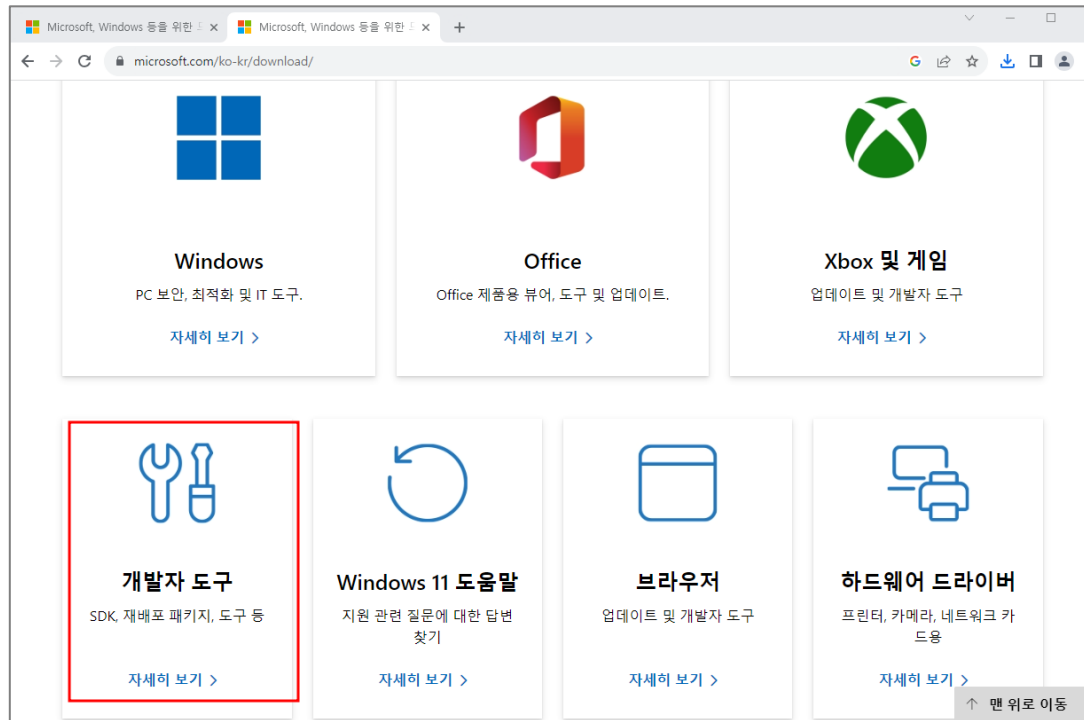 Microsoft, Windows 등을 위한
Microsoft, Windows 등을 위한
microsoft.com/ko-kr/download/
Windows
PC 보안, 최적화 및 IT 도구.
자세히 보기
Office
Office 제품용 뷰어, 도구 및 업데이트.
자세히 보기
Xbox 및 게임
업데이트 및 개발자 도구
자세히 보기
개발자 도구
SDK, 재배포 패키지, 도구 등
자세히 보기
Windows 11 도움말
지원 관련 질문에 대한 답변
찾기
자세히 보기
브라우저
업데이트 및 개발자 도구
자세히 보기
하드웨어 드라이버
프린터, 카메라, 네트워크 카
드용
자세히 보기
맨 위로 이동